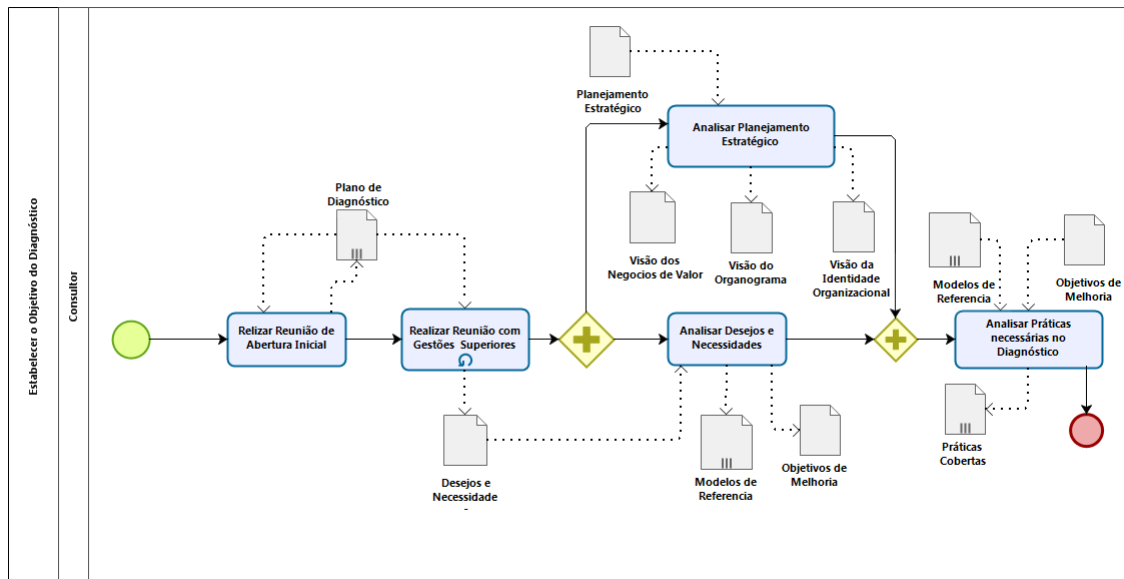 Estabelecer o Objetivo do Diagnóstico
Consultor
Planejamento
Estratégico
Analisar Planejamento
Estratégico
Plano de
Diagnóstico
Visão dos
Negocios de Valor
Visão do
Organograma
Visão da
Identidade
Organizacional
Modelos de
Referencia
Objetivos de
Melhoria
Relizar Reunião de
Abertura Inicial
Realizar Reunião com
Gestões Superiores
Analisar Desejos e
Necessidades
Analisar Práticas
necessárias no
Diagnóstico
Desejos e
Necessidade
Modelos de
Referencia
Objetivos de
Melhoria
Práticas
Cobertas